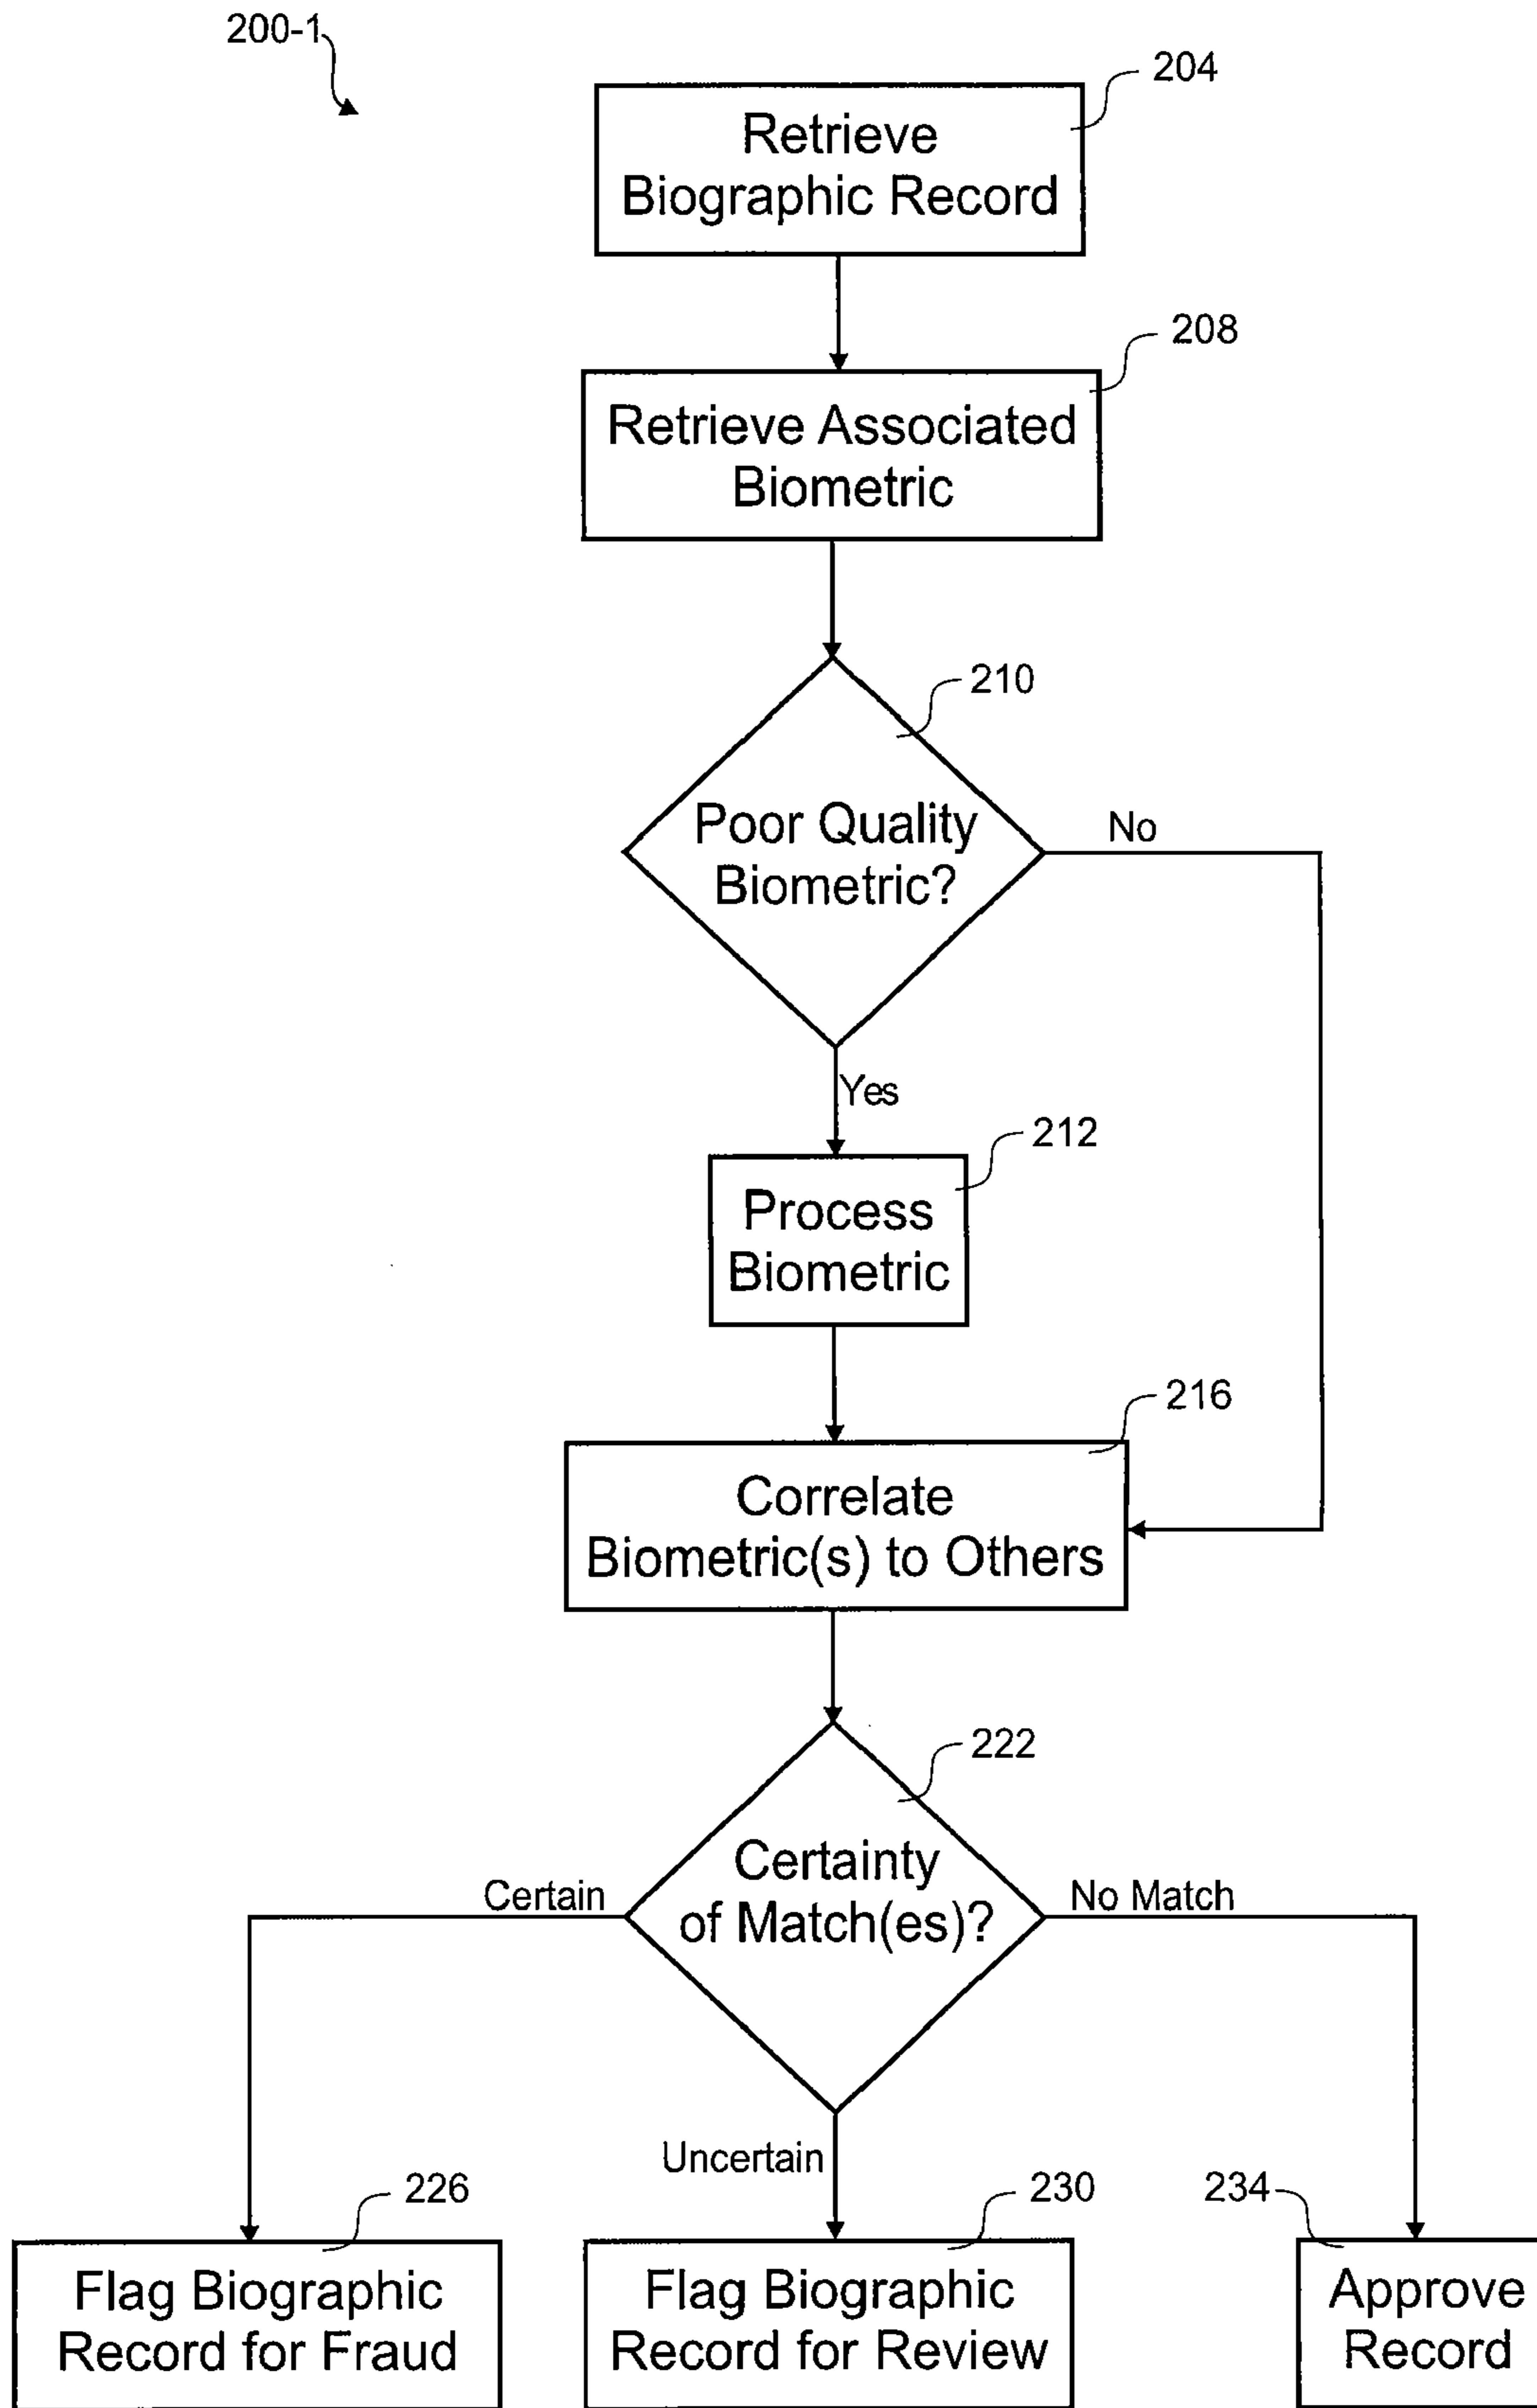 200-1
204
Retrieve
Biographic Record
208
Retrieve Associated
Biometric
210
Poor Quality
Biometric?
No
Yes
212
Process
Biometric
216
Correlate
Biometric(s) to Others
222
Certainty
of Match(es)?
Certain
No Match
Uncertain
226
230
234
Flag Biographic
Record for Fraud
Flag Biographic
Record for Review
Approve
Record